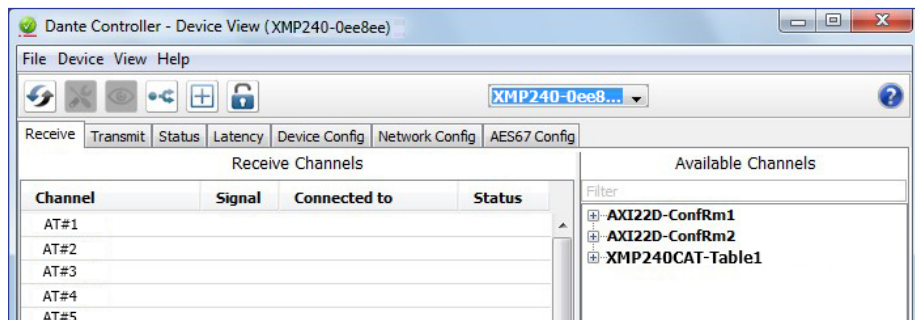 Dante Controller - Device View (XMP240-0ee8ee)
File Device View Help
XMP240-0ee8...
?
Receive Transmit Status Latency Device Config Network Config AES67 Config
Receive Channels
Available Channels
Filter
Channel Signal Connected to Status
AT#1
AT#2
AT#3
AT#4
AT#5
AXI22D-ConfRm1
AXI22D-ConfRm2
XMP240CAT-Table1